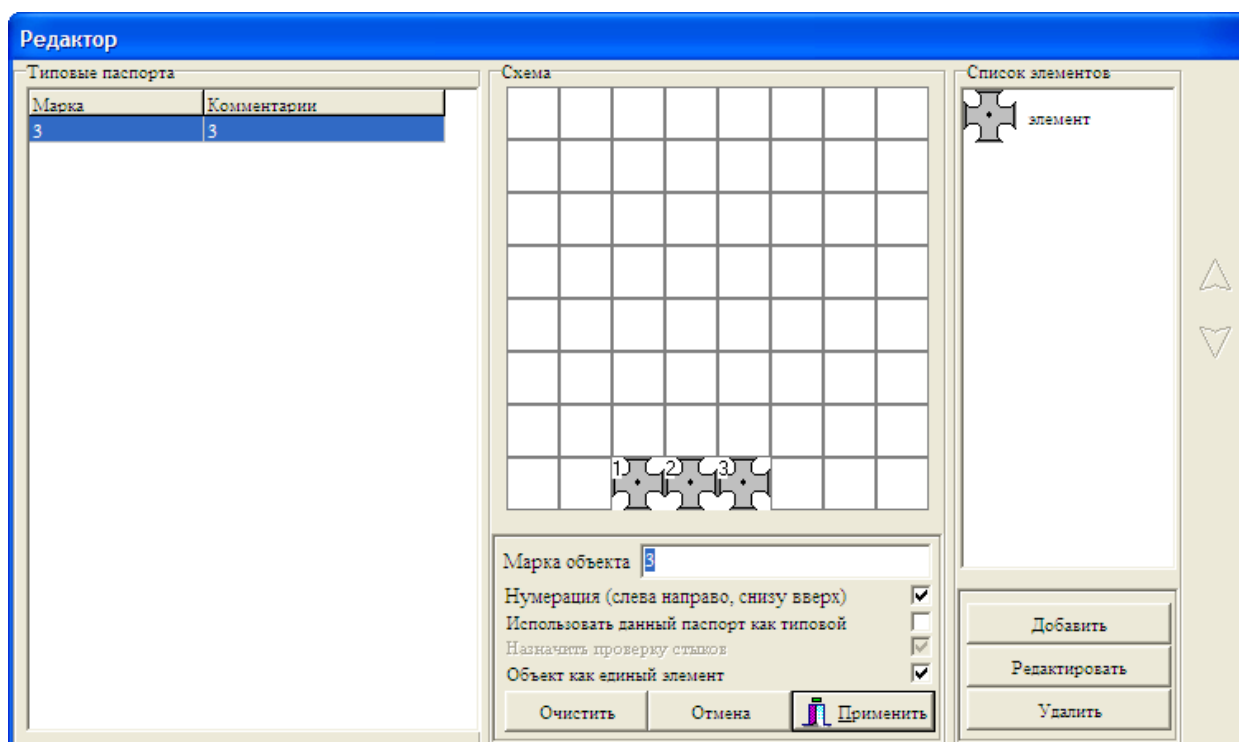 Редактор
Типовые паспорта
Марка Комментарии
3 3
Схема
1 2 3
Марка объекта 3
Нумерация (слева направо, снизу вверх)
Использовать данный паспорт как типовой
Назначить проверку стыков
Объект как единый элемент
Очистить Отмена Применить
Список элементов
элемент
Добавить
Редактировать
Удалить